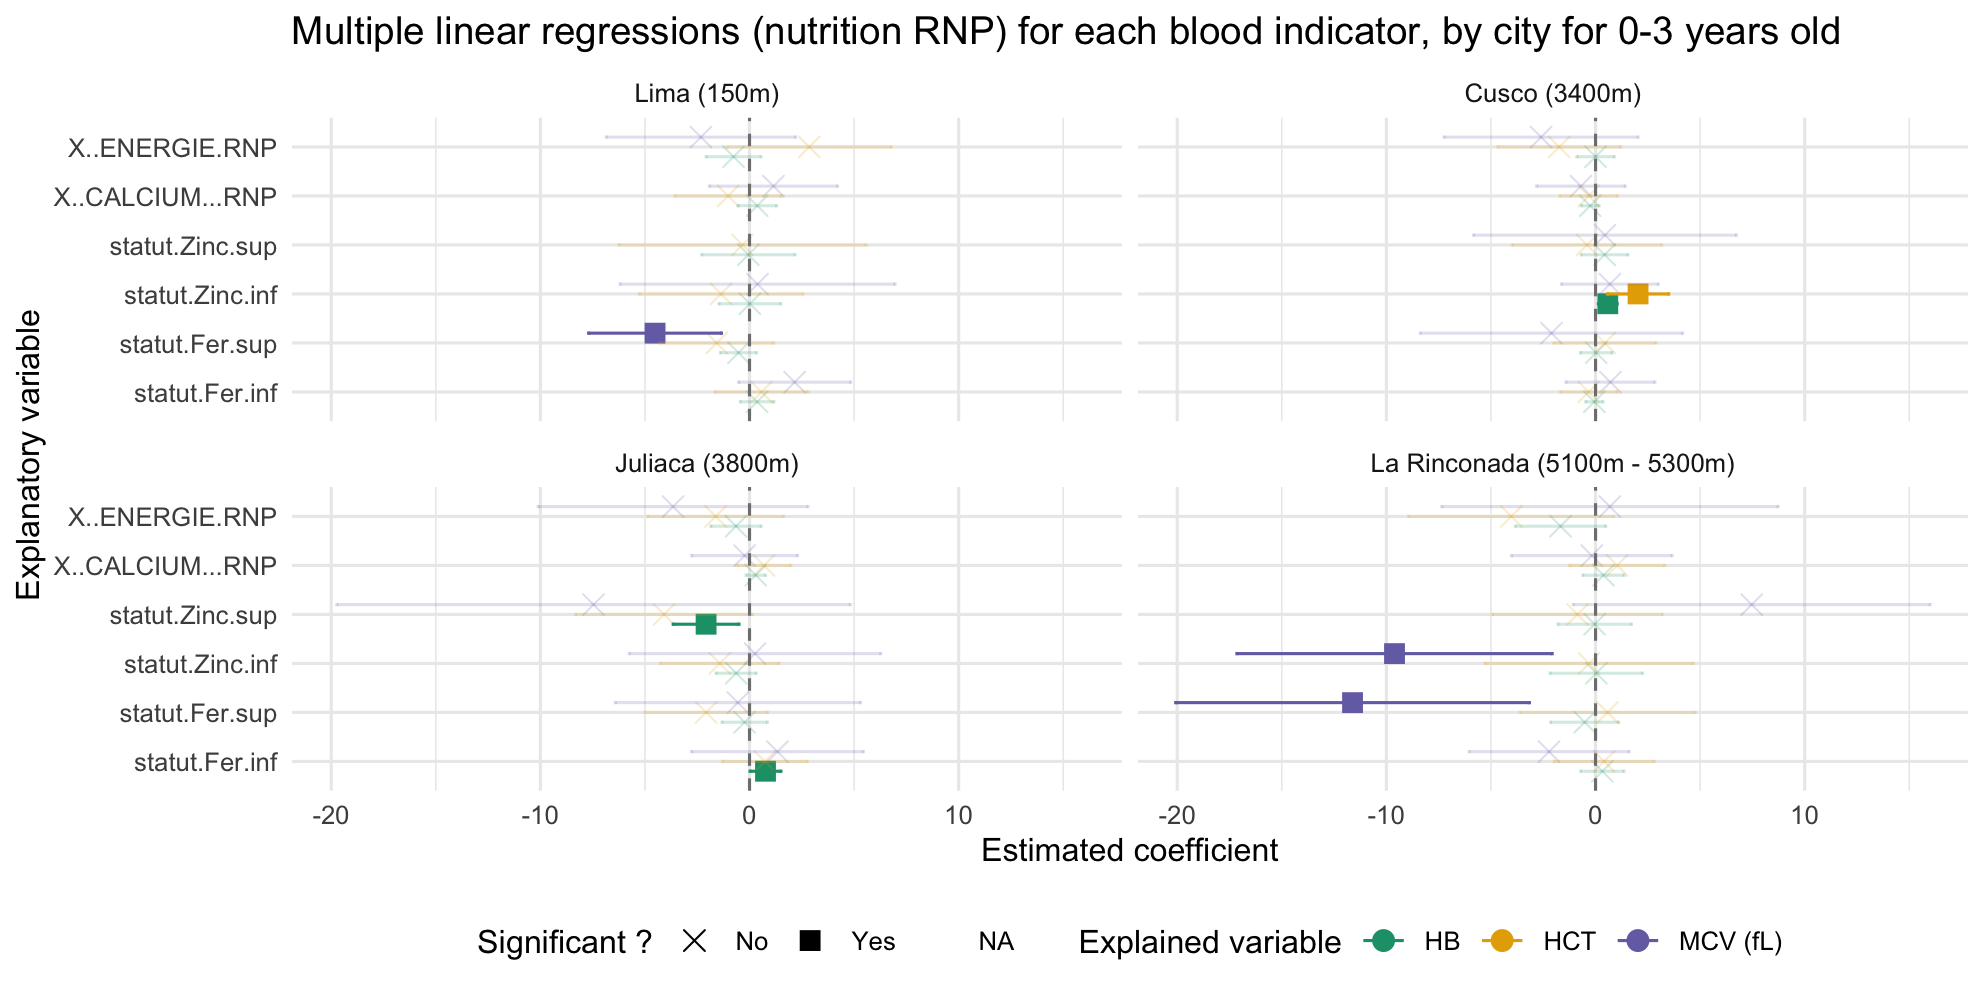 Multiple linear regressions (nutrition RNP) for each blood indicator, by city for 0-3 years old
Lima (150m)
Cusco (3400m)
X..ENERGIE.RNP
X..CALCIUM...RNP
statut.Zinc.sup
statut.Zinc.inf
statut.Fer.sup
statut.Fer.inf
Explanatory variable
Juliaca (3800m)
La Rinconada (5100m - 5300m)
X..ENERGIE.RNP
X..CALCIUM...RNP
statut.Zinc.sup
statut.Zinc.inf
statut.Fer.sup
statut.Fer.inf
-20 -10 0 10
-20 -10 0 10
Estimated coefficient
Significant ? No Yes NA Explained variable HB HCT MCV (fL)